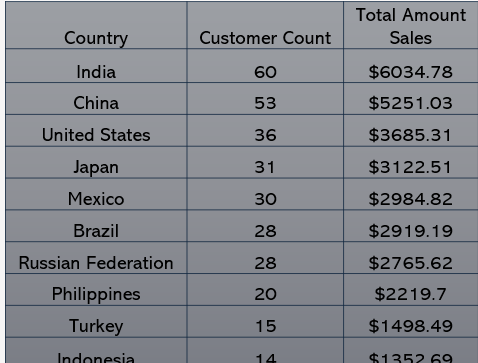 Country Customer Count Total Amount
Sales
India 60 $6034.78
China 53 $5251.03
United States 36 $3685.31
Japan 31 $3122.51
Mexico 30 $2984.82
Brazil 28 $2919.19
Russian Federation 28 $2765.62
Philippines 20 $2219.7
Turkey 15 $1498.49
Indonesia 14 $1352.69